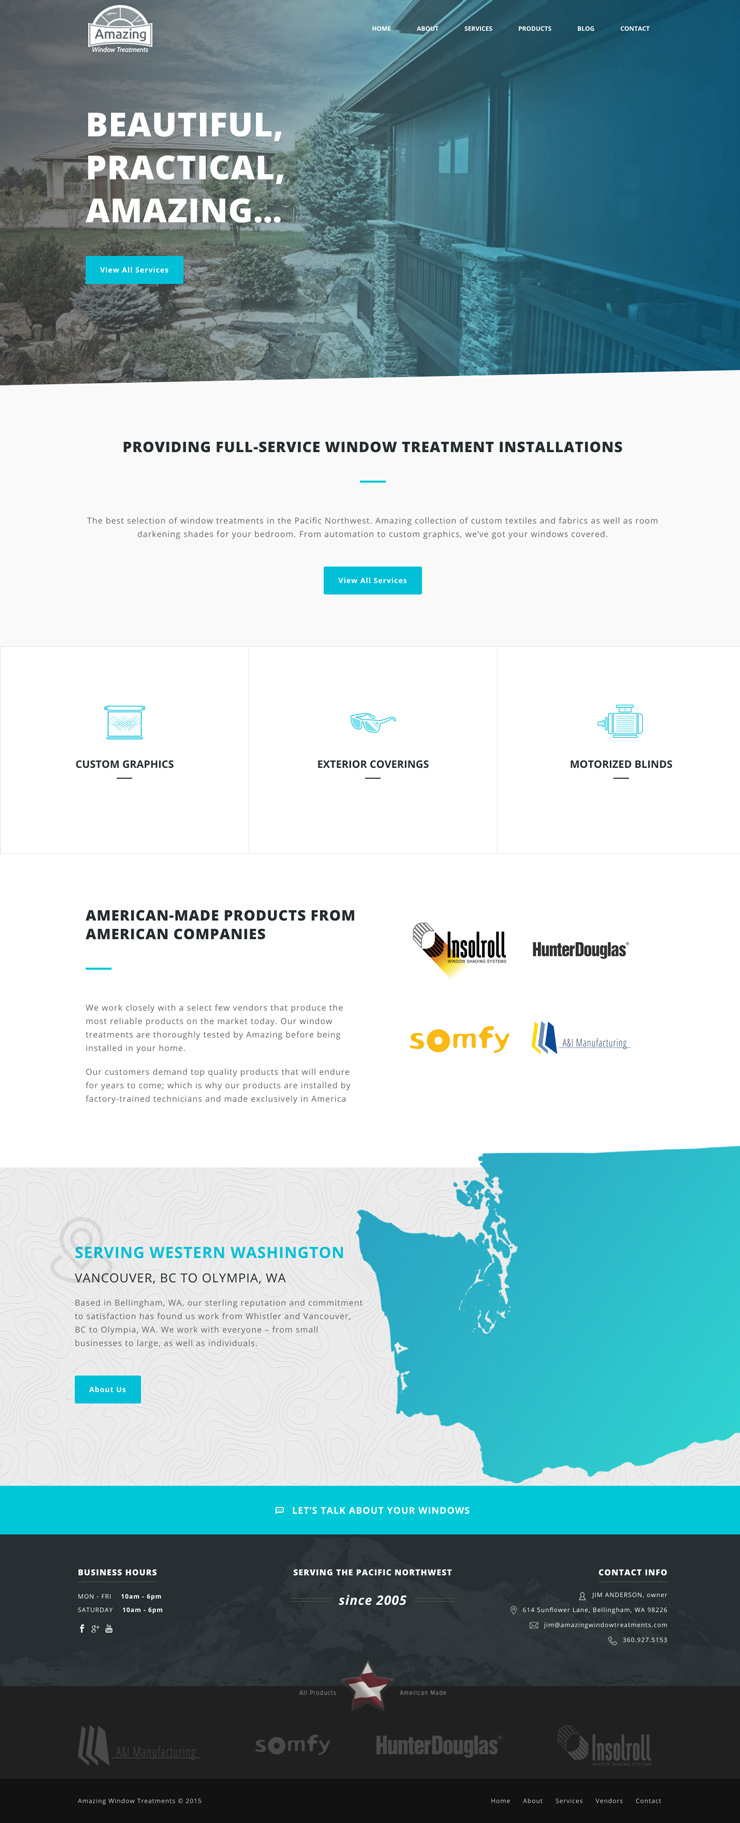 Amazing
Window Treatments
HOME ABOUT SERVICES PRODUCTS BLOG CONTACT
BEAUTIFUL,
PRACTICAL,
AMAZING...
View All Services
PROVIDING FULL-SERVICE WINDOW TREATMENT INSTALLATIONS
The best selection of window treatments in the Pacific Northwest. Amazing collection of custom textiles and fabrics as well as room
darkening shades for your bedroom. From automation to custom graphics, we've got your windows covered.
View All Services
CUSTOM GRAPHICS
EXTERIOR COVERINGS
MOTORIZED BLINDS
AMERICAN-MADE PRODUCTS FROM
AMERICAN COMPANIES
We work closely with a select few vendors that produce the
most reliable products on the market today. Our window
treatments are thoroughly tested by Amazing before being
installed in your home.
Our customers demand top quality products that will endure
for years to come; which is why our products are installed by
factory-trained technicians and made exclusively in America
Insolroll
WINDOW SHADING SYSTEMS
HunterDouglas®
somfy
A&I Manufacturing
SERVING WESTERN WASHINGTON
VANCOUVER, BC TO OLYMPIA, WA
Based in Bellingham, WA, our sterling reputation and commitment
to satisfaction has found us work from Whistler and Vancouver,
BC to Olympia, WA. We work with everyone – from small
businesses to large, as well as individuals.
About Us
LET'S TALK ABOUT YOUR WINDOWS
BUSINESS HOURS
MON - FRI 10am - 6pm
SATURDAY 10am - 6pm
SERVING THE PACIFIC NORTHWEST
since 2005
CONTACT INFO
JIM ANDERSON, owner
614 Sunflower Lane, Bellingham, WA 98226
jim@amazingwindowtreatments.com
360.927.5153
All Products American Made
A&I Manufacturing
somfy
HunterDouglas®
Insolroll
WINDOW SHADING SYSTEMS
Amazing Window Treatments © 2015
Home About Services Vendors Contact